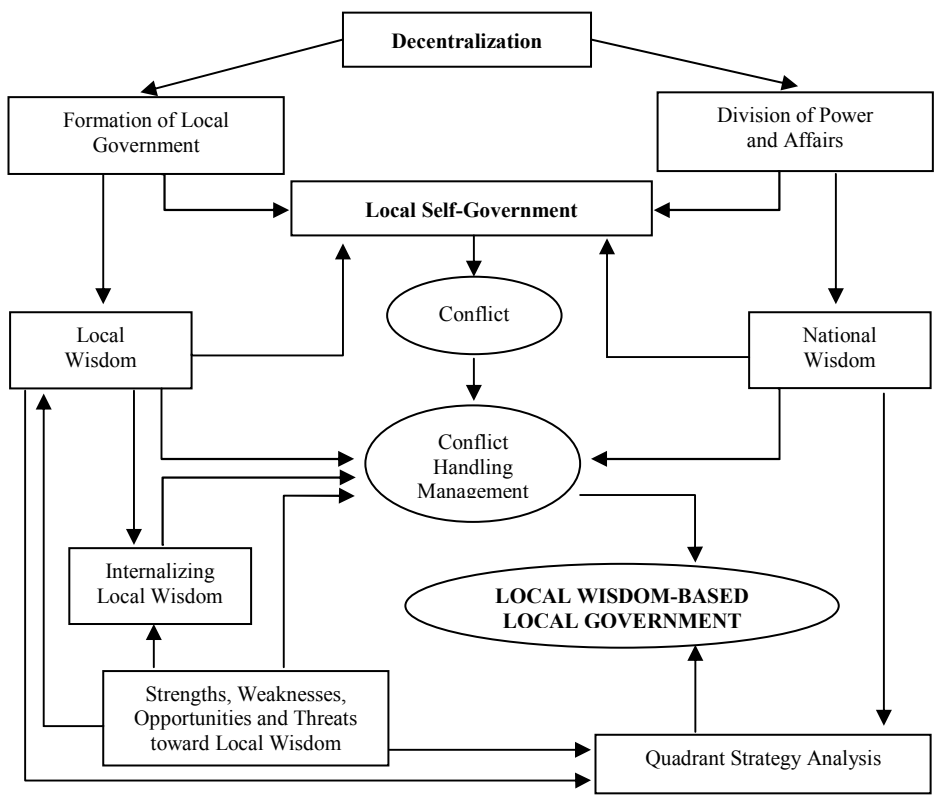 Decentralization
Formation of Local
Government
Division of Power
and Affairs
Local Self-Government
Conflict
Local
Wisdom
National
Wisdom
Conflict
Handling
Management
Internalizing
Local Wisdom
LOCAL WISDOM-BASED
LOCAL GOVERNMENT
Strengths, Weaknesses,
Opportunities and Threats
toward Local Wisdom
Quadrant Strategy Analysis